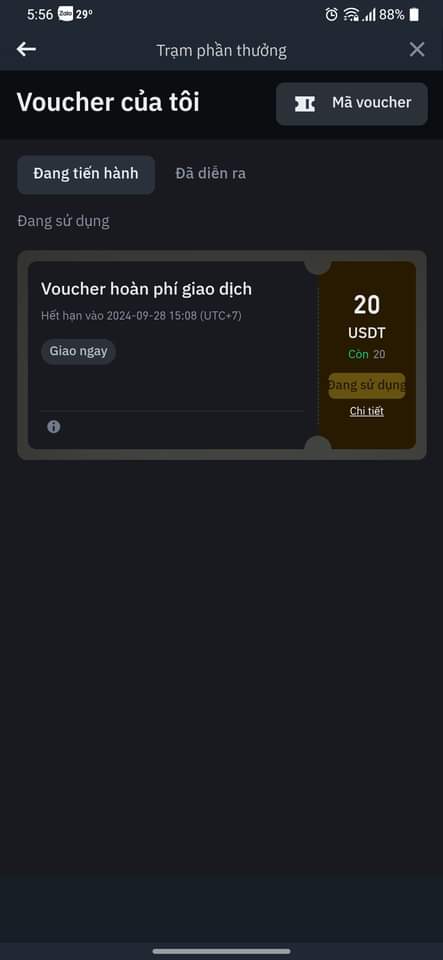 5:56 Zalo 29° 88%
Trạm phần thưởng
Voucher của tôi
Mã voucher
Đang tiến hành
Đã diễn ra
Đang sử dụng
Voucher hoàn phí giao dịch
Hết hạn vào 2024-09-28 15:08 (UTC+7)
Giao ngay
20
USDT
Còn 20
Đang sử dụng
Chi tiết